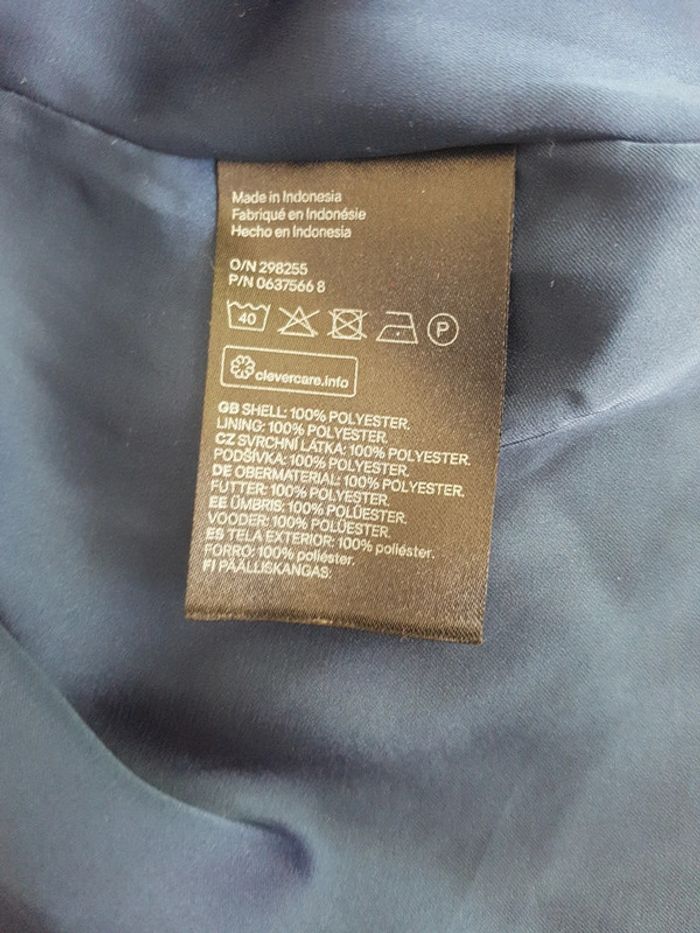 Made in Indonesia
Fabriqué en Indonésie
Hecho en Indonesia
O/N 298255
P/N 0637566 8
40 P
clevercare.info
GB SHELL: 100% POLYESTER.
LINING: 100% POLYESTER.
CZ SVRCHNÍ LÁTKA: 100% POLYESTER.
PODŠÍVKA: 100% POLYESTER.
DE OBERMATERIAL: 100% POLYESTER.
FUTTER: 100% POLYESTER.
EE ÜMBRIS: 100% POLÜESTER.
VOODER: 100% POLÜESTER.
ES TELA EXTERIOR: 100% poliéster.
FORRO: 100% poliéster.
FI PÄÄLLISKANGAS: